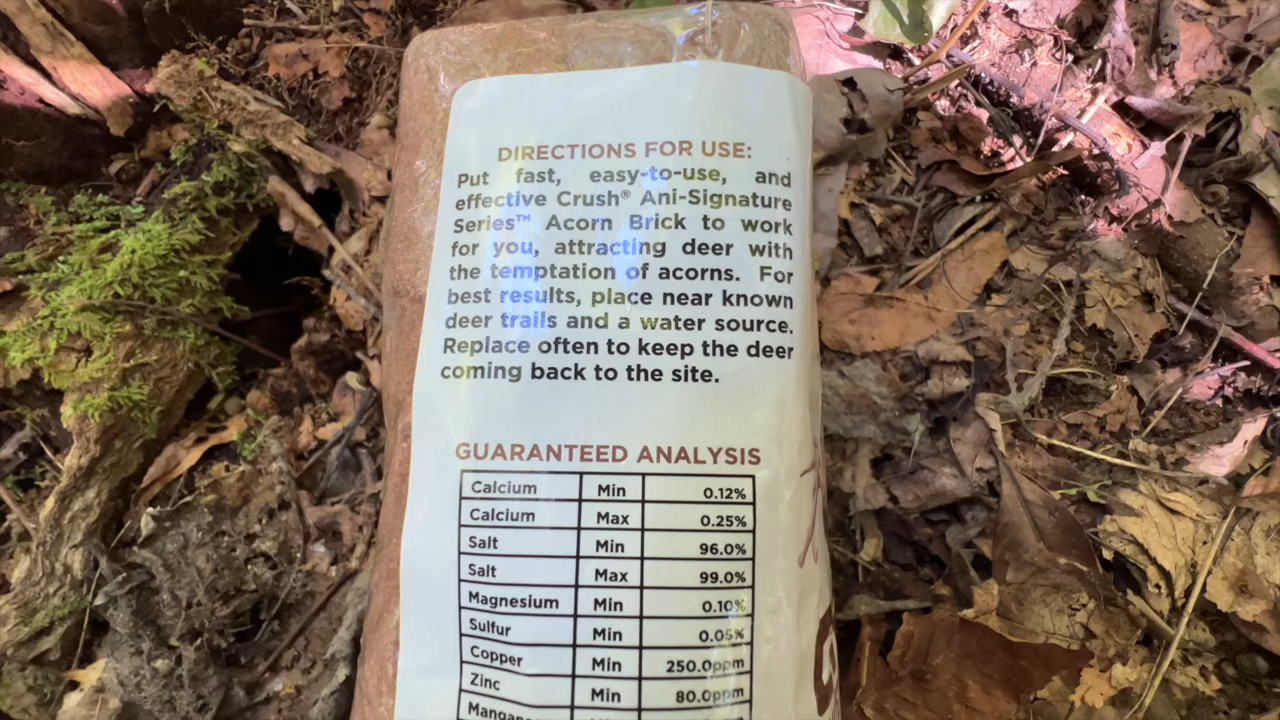 DIRECTIONS FOR USE:
Put fast, easy-to-use, and
effective Crush® Ani-Signature
Series™ Acorn Brick to work
for you, attracting deer with
the temptation of acorns. For
best results, place near known
deer trails and a water source.
Replace often to keep the deer
coming back to the site.
GUARANTEED ANALYSIS
Calcium Min 0.12%
Calcium Max 0.25%
Salt Min 96.0%
Salt Max 99.0%
Magnesium Min 0.10%
Sulfur Min 0.05%
Copper Min 250.0ppm
Zinc Min 80.0ppm